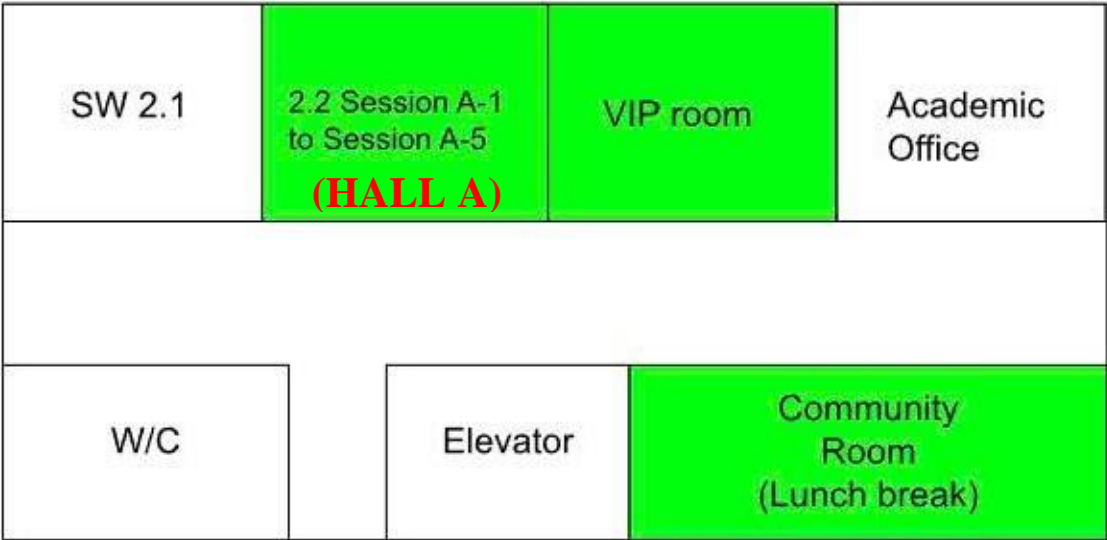 SW 2.1
2.2 Session A-1
to Session A-5
(HALL A)
VIP room
Academic
Office
W/C
Elevator
Community
Room
(Lunch break)